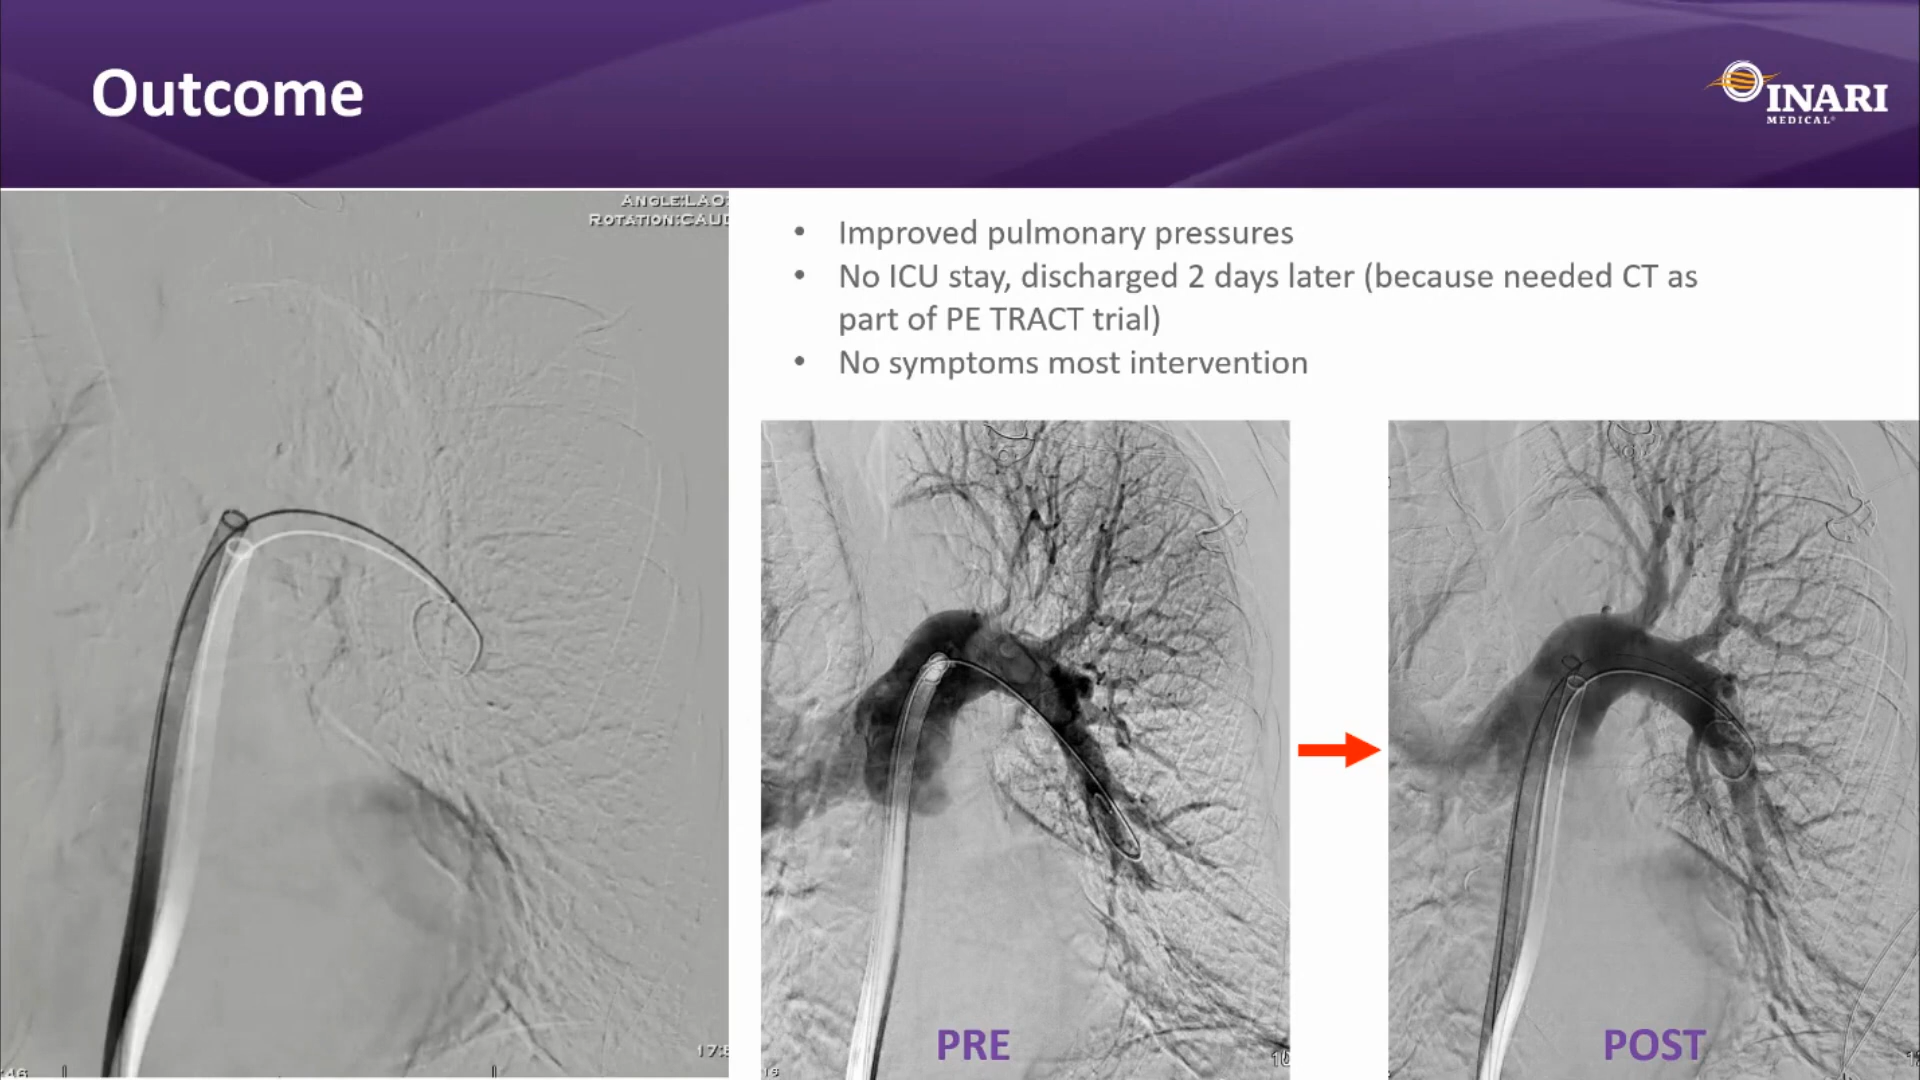 Outcome
INARI
MEDICAL®
ANGLE:LAO:
ROTATION:CAUD
• Improved pulmonary pressures
• No ICU stay, discharged 2 days later (because needed CT as
part of PE TRACT trial)
• No symptoms most intervention
PRE
POST